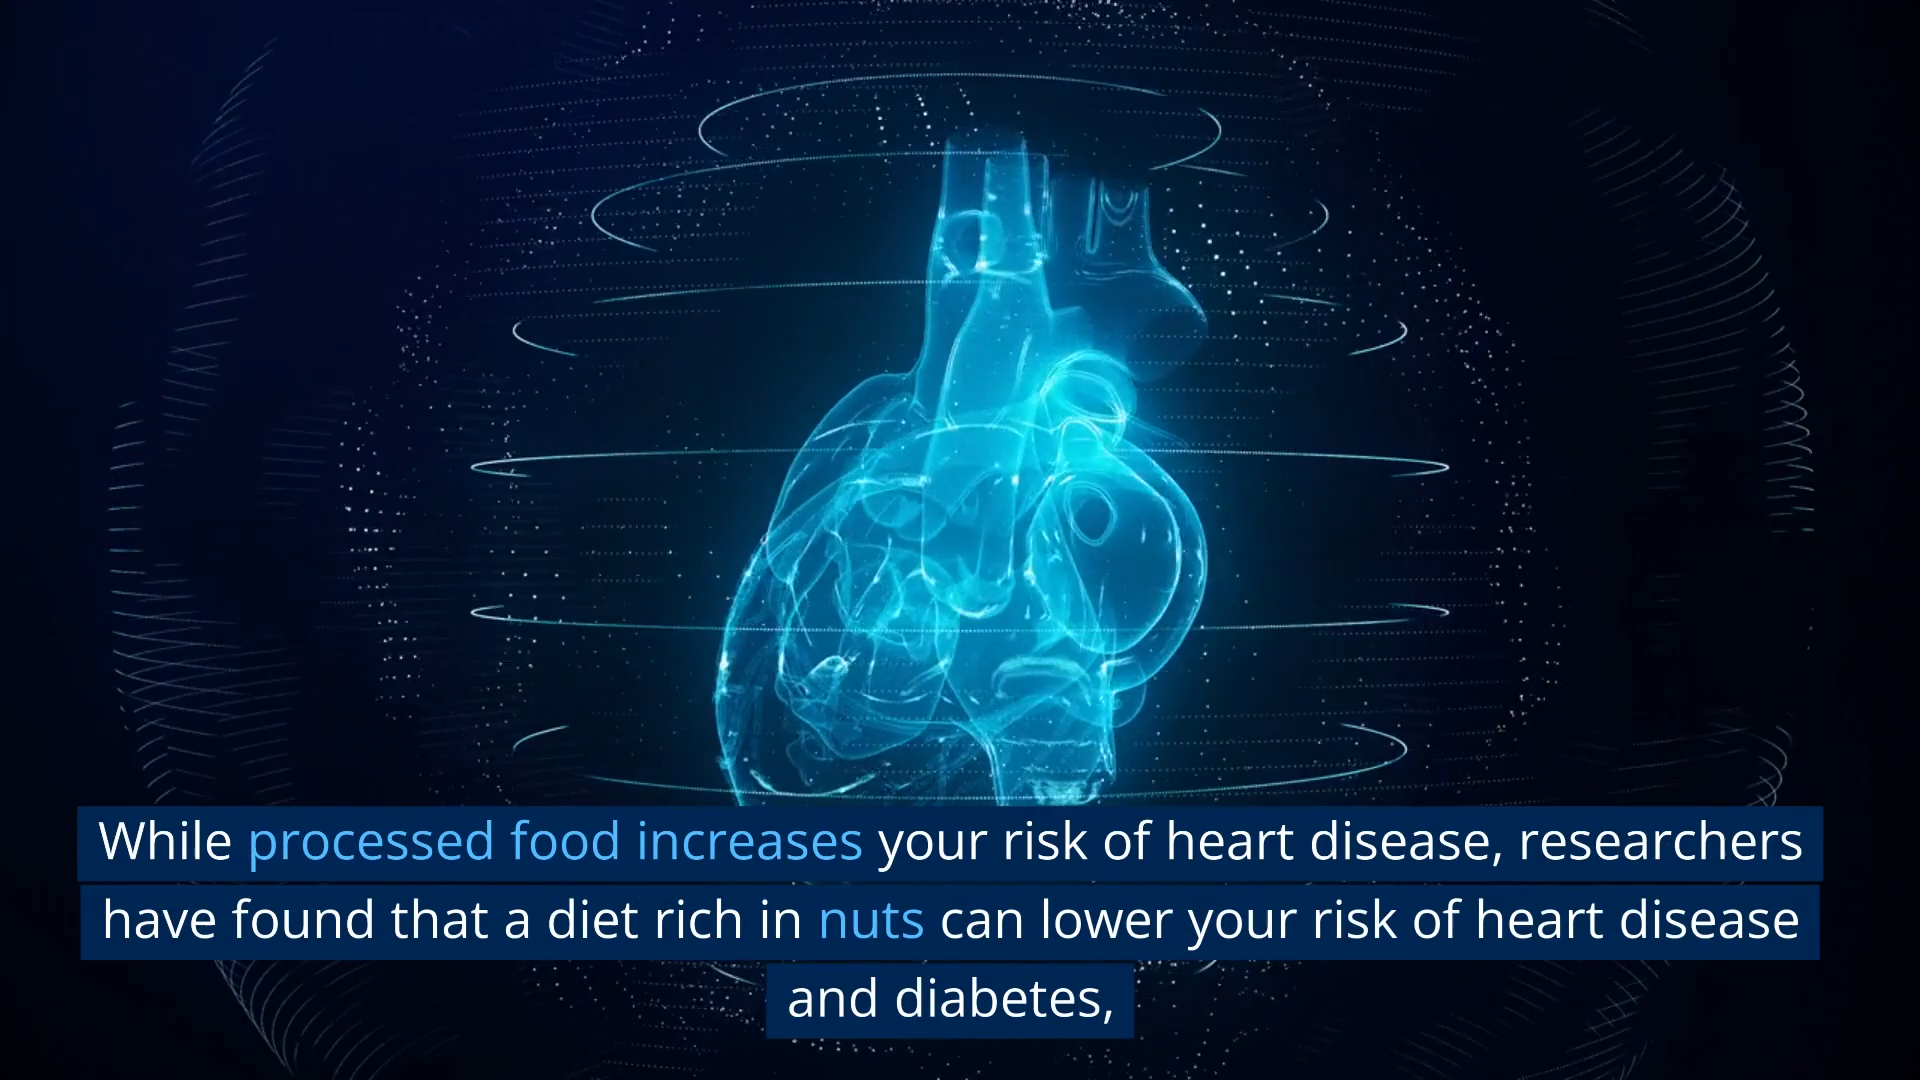 While processed food increases your risk of heart disease, researchers
have found that a diet rich in nuts can lower your risk of heart disease
and diabetes,